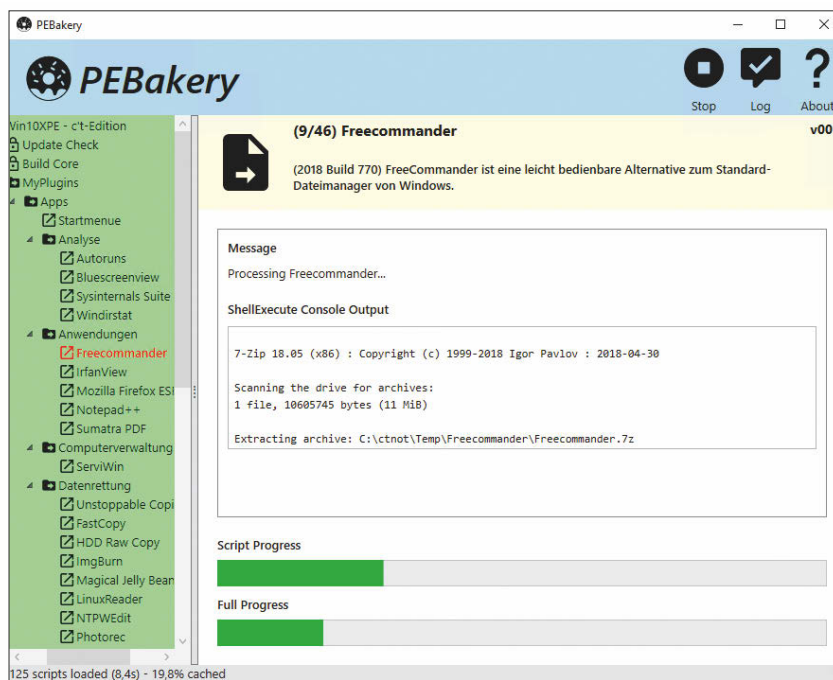 PEBakery
PEBakery
Stop
Log
About
Win10XPE - c't-Edition
Update Check
Build Core
MyPlugins
Apps
Startmenue
Analyse
Autoruns
Bluescreenview
Sysinternals Suite
Windirstat
Anwendungen
Freecommander
IrfanView
Mozilla Firefox ES
Notepad++
Sumatra PDF
Computerverwaltung
ServiWin
Datenrettung
Unstoppable Copi
FastCopy
HDD Raw Copy
ImgBurn
Magical Jelly Bean
LinuxReader
NTPWEdit
Photorec
(9/46) Freecommander
v00
(2018 Build 770) FreeCommander ist eine leicht bedienbare Alternative zum Standard-
Dateimanager von Windows.
Message
Processing Freecommander...
ShellExecute Console Output
7-Zip 18.05 (x86) : Copyright (c) 1999-2018 Igor Pavlov : 2018-04-30
Scanning the drive for archives:
1 file, 10605745 bytes (11 MiB)
Extracting archive: C:\ctnot\Temp\Freecommander\Freecommander.7z
Script Progress
Full Progress
125 scripts loaded (8,4s) - 19,8% cached